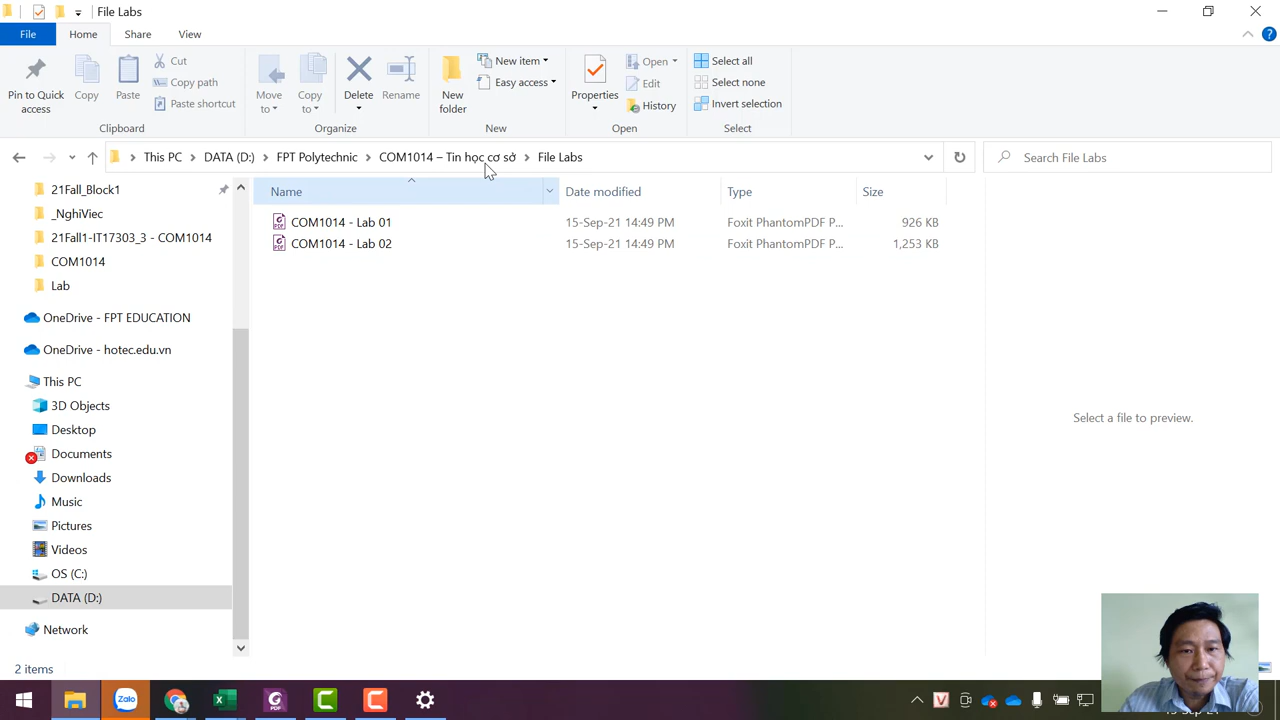 File Labs
File Home Share View
Pin to Quick access
Copy
Paste
Cut
Copy path
Paste shortcut
Clipboard
Move to
Copy to
Delete
Rename
Organize
New folder
New item
Easy access
New
Properties
Open
Edit
History
Open
Select all
Select none
Invert selection
Select
This PC DATA (D:) FPT Polytechnic COM1014 – Tin học cơ sở File Labs
Search File Labs
Name Date modified Type Size
COM1014 - Lab 01 15-Sep-21 14:49 PM Foxit PhantomPDF P... 926 KB
COM1014 - Lab 02 15-Sep-21 14:49 PM Foxit PhantomPDF P... 1,253 KB
21Fall_Block1
_NghiViec
21Fall1-IT17303_3 - COM1014
COM1014
Lab
OneDrive - FPT EDUCATION
OneDrive - hotec.edu.vn
This PC
3D Objects
Desktop
Documents
Downloads
Music
Pictures
Videos
OS (C:)
DATA (D:)
Network
Select a file to preview.
2 items
Zalo